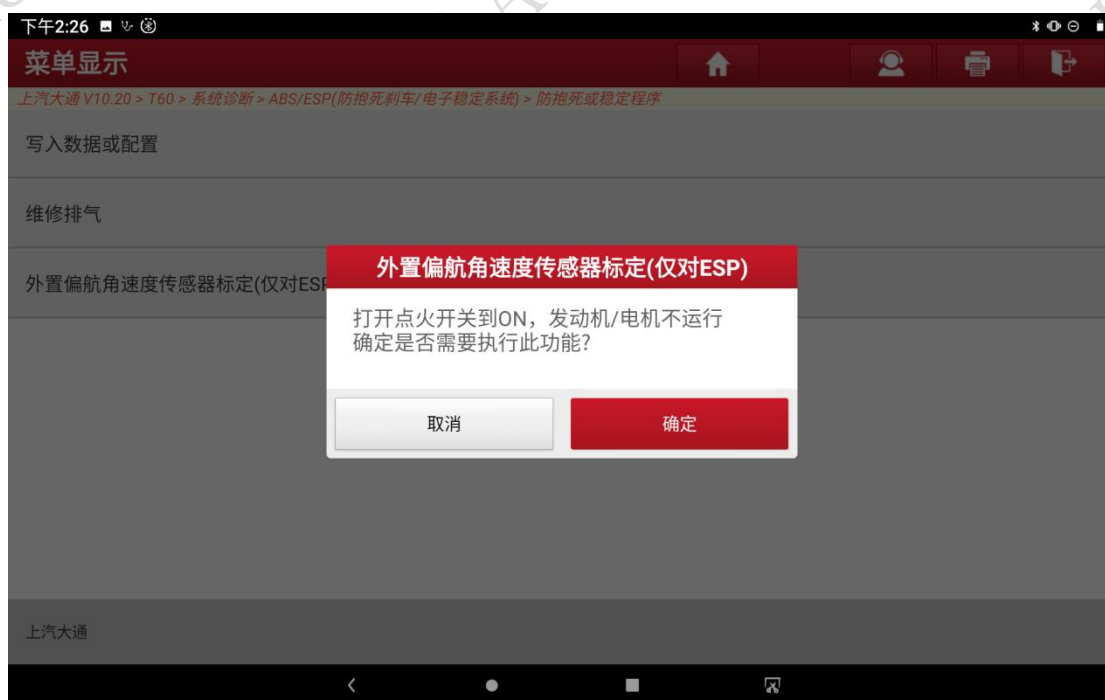 下午2:26
菜单显示
上汽大通 V10.20 > T60 > 系统诊断 > ABS/ESP(防抱死刹车/电子稳定系统) > 防抱死或稳定程序
写入数据或配置
维修排气
外置偏航角速度传感器标定(仅对ESP
外置偏航角速度传感器标定(仅对ESP)
打开点火开关到ON，发动机/电机不运行
确定是否需要执行此功能?
取消
确定
上汽大通